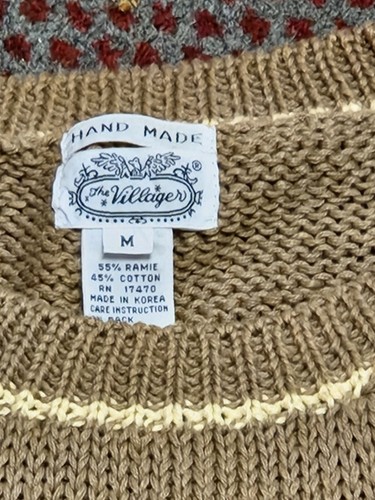 HAND MADE
The Villager ®
M
55% RAMIE
45% COTTON
RN 17470
MADE IN KOREA
CARE INSTRUCTION
BACK